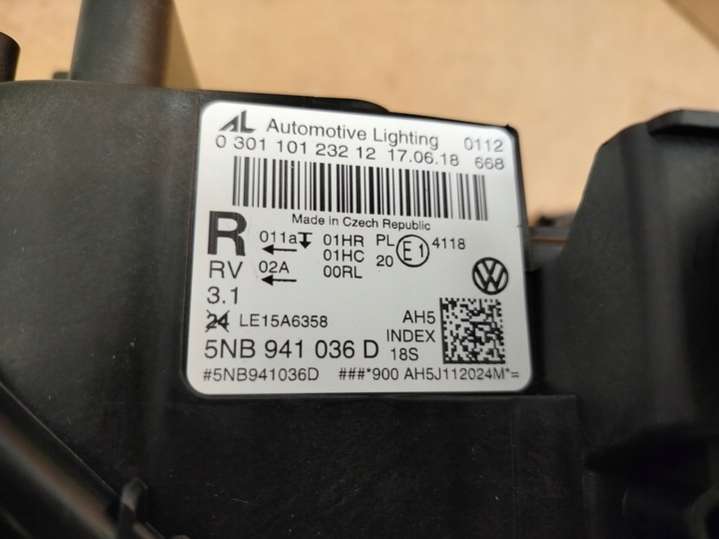 AL Automotive Lighting 0112
0 301 101 232 12 17.06.18 668
Made in Czech Republic
R 011a 01HR PL E1 4118
01HC 20
RV 02A 00RL
3.1
24 LE15A6358 AH5
INDEX
5NB 941 036 D 18S
#5NB941036D ###*900 AH5J112024M*=